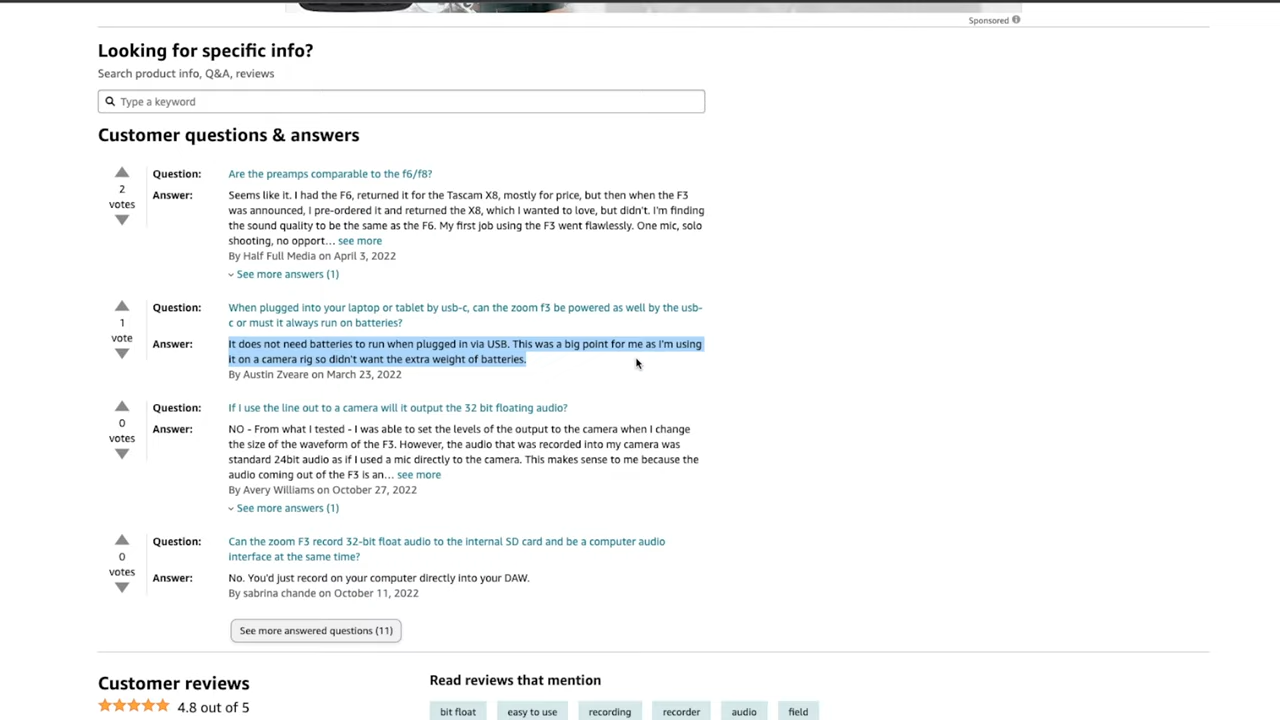 Sponsored
Looking for specific info?
Search product info, Q&A, reviews
Type a keyword
Customer questions & answers
2
votes
Question: Are the preamps comparable to the f6/f8?
Answer: Seems like it. I had the F6, returned it for the Tascam X8, mostly for price, but then when the F3
was announced, I pre-ordered it and returned the X8, which I wanted to love, but didn't. I'm finding
the sound quality to be the same as the F6. My first job using the F3 went flawlessly. One mic, solo
shooting, no opport... see more
By Half Full Media on April 3, 2022
See more answers (1)
1
vote
Question: When plugged into your laptop or tablet by usb-c, can the zoom f3 be powered as well by the usb-
c or must it always run on batteries?
Answer: It does not need batteries to run when plugged in via USB. This was a big point for me as I'm using
it on a camera rig so didn't want the extra weight of batteries.
By Austin Zveare on March 23, 2022
0
votes
Question: If I use the line out to a camera will it output the 32 bit floating audio?
Answer: NO - From what I tested - I was able to set the levels of the output to the camera when I change
the size of the waveform of the F3. However, the audio that was recorded into my camera was
standard 24bit audio as if I used a mic directly to the camera. This makes sense to me because the
audio coming out of the F3 is an... see more
By Avery Williams on October 27, 2022
See more answers (1)
0
votes
Question: Can the zoom F3 record 32-bit float audio to the internal SD card and be a computer audio
interface at the same time?
Answer: No. You'd just record on your computer directly into your DAW.
By sabrina chande on October 11, 2022
See more answered questions (11)
Customer reviews
4.8 out of 5
Read reviews that mention
bit float easy to use recording recorder audio field